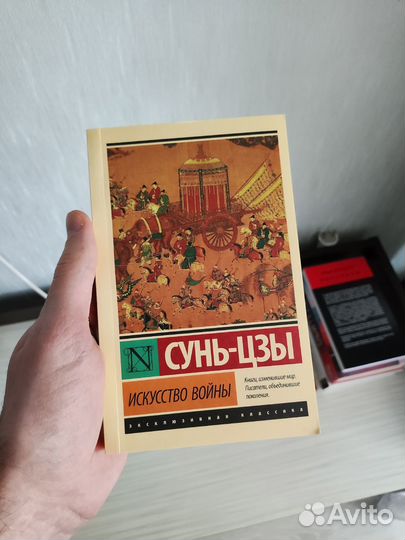 N
СУНЬ-ЦЗЫ
ИСКУССТВО ВОЙНЫ
Книги, изменившие мир.
Писатели, объединившие
поколения.
ЭКСКЛЮЗИВНАЯ КЛАССИКА
Avito